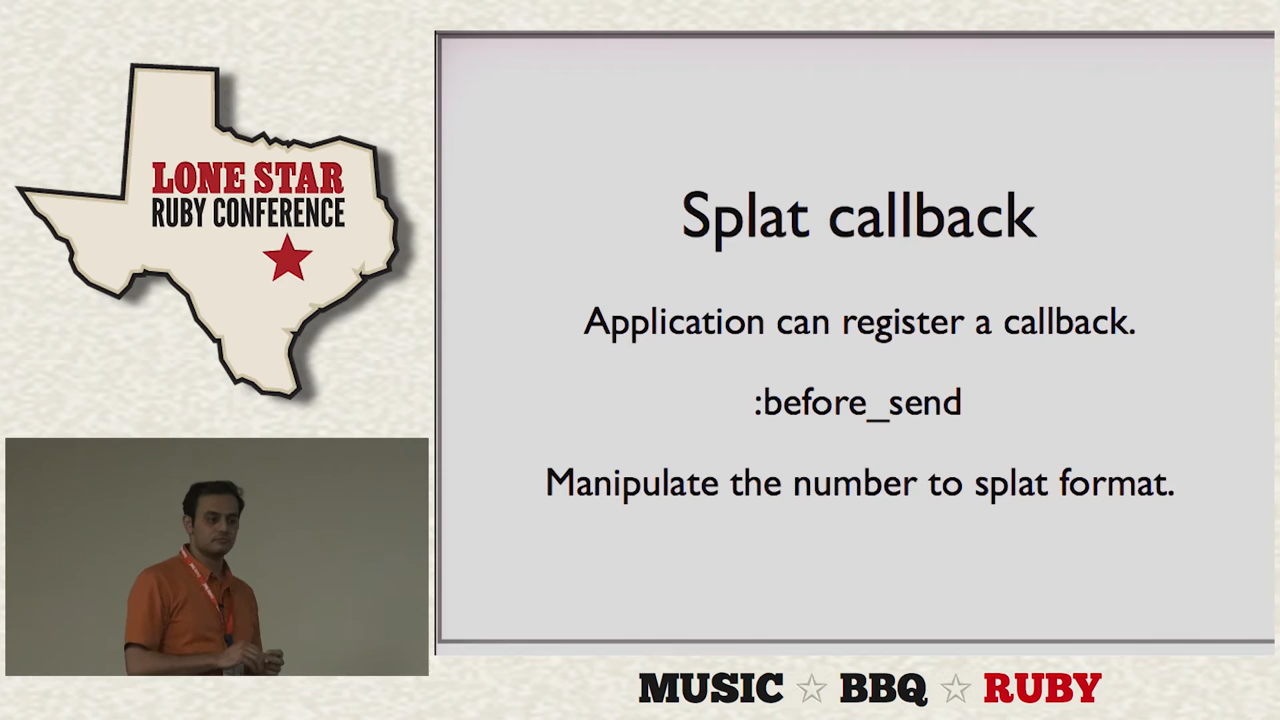 LONE STAR
RUBY CONFERENCE
Splat callback
Application can register a callback.
:before_send
Manipulate the number to splat format.
MUSIC ☆ BBQ ☆ RUBY